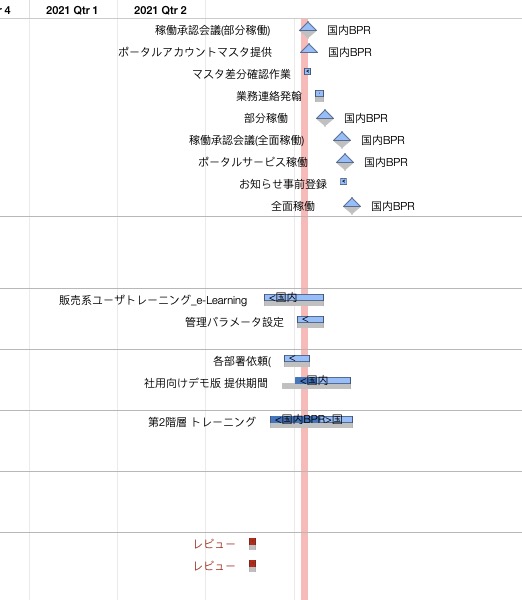 r 4 2021 Qtr 1 2021 Qtr 2
稼働承認会議(部分稼働) 国内BPR
ポータルアカウントマスタ提供 国内BPR
マスタ差分確認作業
業務連絡発翰
部分稼働 国内BPR
稼働承認会議(全面稼働) 国内BPR
ポータルサービス稼働 国内BPR
お知らせ事前登録
全面稼働 国内BPR
販売系ユーザトレーニング_e-Learning <国内
管理パラメータ設定 <
各部署依頼( <
社用向けデモ版 提供期間 <国内
第2階層 トレーニング <国内BPR>国
レビュー
レビュー